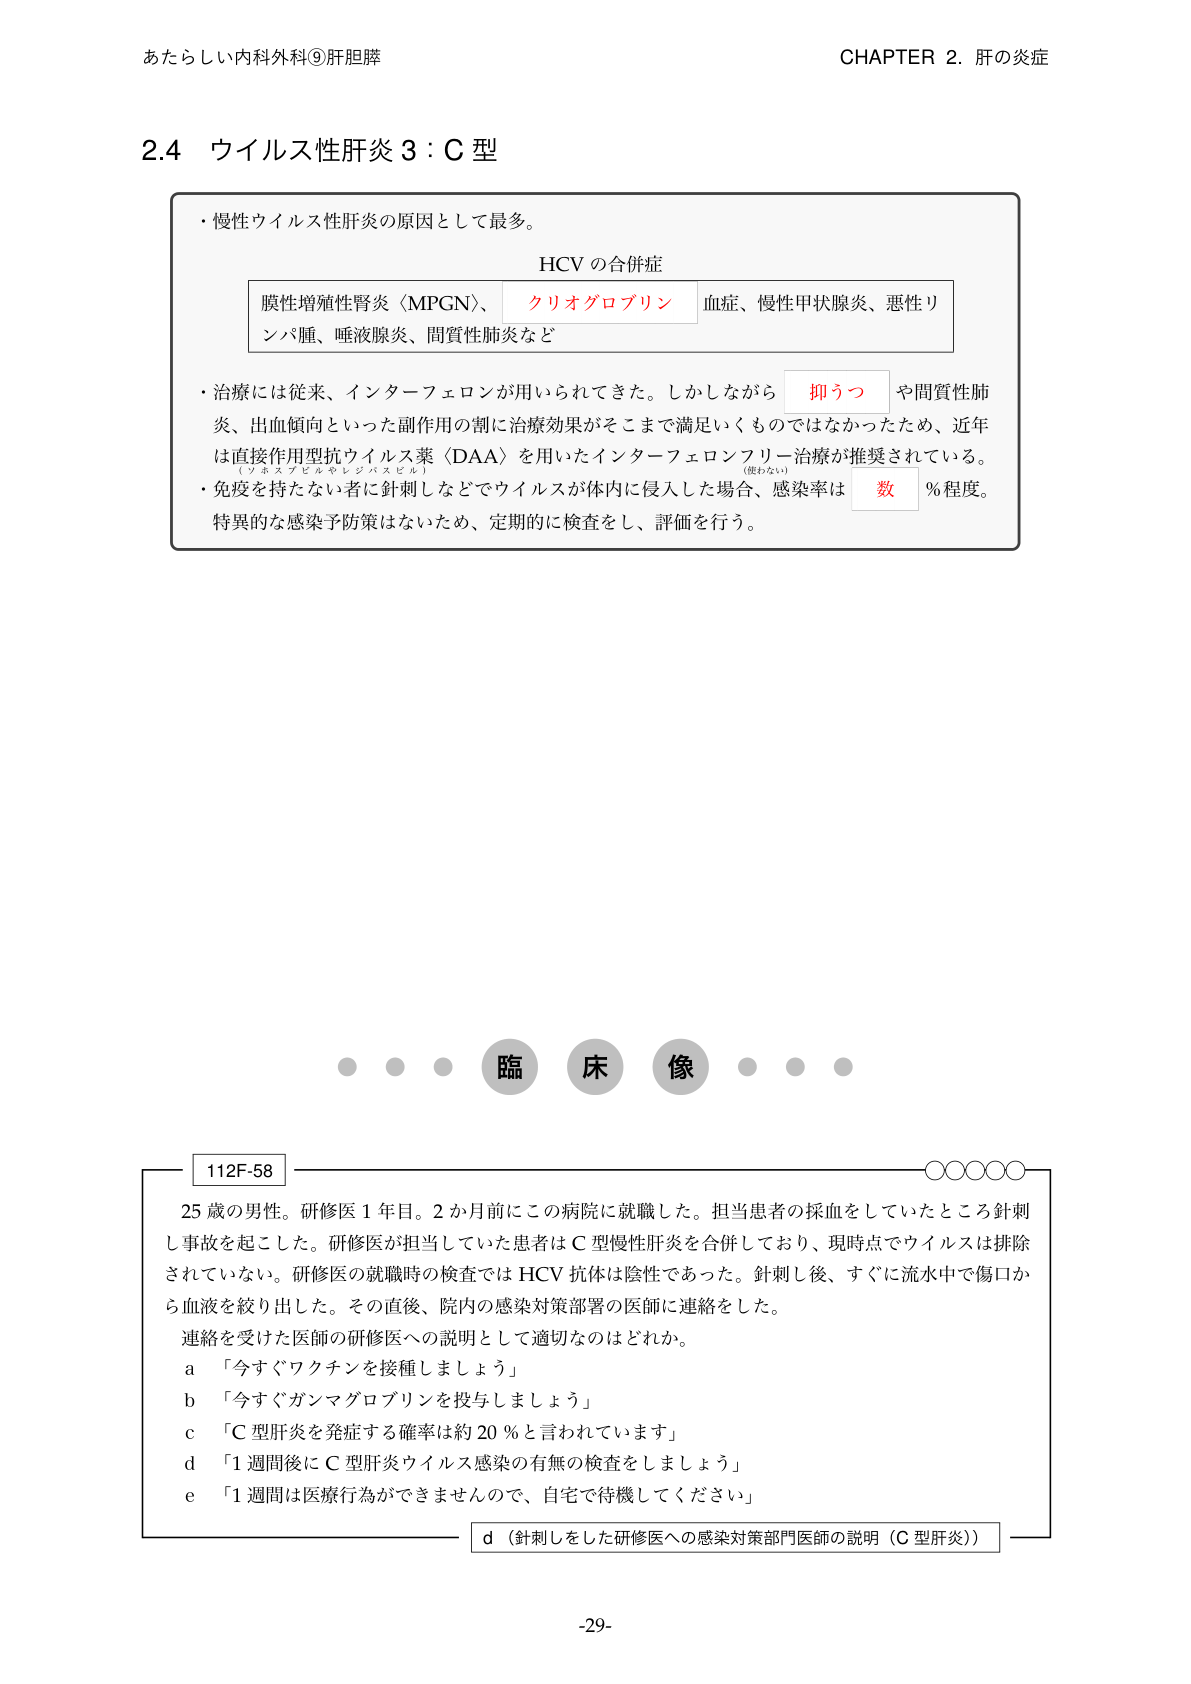 あたらしい内科外科⑨肝胆膵
CHAPTER 2. 肝の炎症
2.4 ウイルス性肝炎 3：C 型
・慢性ウイルス性肝炎の原因として最多。
HCV の合併症
膜性増殖性腎炎〈MPGN〉、 クリオグロブリン 血症、慢性甲状腺炎、悪性リ
ンパ腫、唾液腺炎、間質性肺炎など
・治療には従来、インターフェロンが用いられてきた。しかしながら 抑うつ や間質性肺
炎、出血傾向といった副作用の割に治療効果がそこまで満足いくものではなかったため、近年
は直接作用型抗ウイルス薬〈DAA〉を用いたインターフェロンフリー治療が推奨されている。
（ソホスブビルやレジパスビル） （使わない）
・免疫を持たない者に針刺しなどでウイルスが体内に侵入した場合、感染率は 数 %程度。
特異的な感染予防策はないため、定期的に検査をし、評価を行う。
臨 床 像
112F-58
25 歳の男性。研修医 1 年目。2 か月前にこの病院に就職した。担当患者の採血をしていたところ針刺
し事故を起こした。研修医が担当していた患者は C 型慢性肝炎を合併しており、現時点でウイルスは排除
されていない。研修医の就職時の検査では HCV 抗体は陰性であった。針刺し後、すぐに流水中で傷口か
ら血液を絞り出した。その直後、院内の感染対策部署の医師に連絡をした。
連絡を受けた医師の研修医への説明として適切なのはどれか。
a 「今すぐワクチンを接種しましょう」
b 「今すぐガンマグロブリンを投与しましょう」
c 「C 型肝炎を発症する確率は約 20 %と言われています」
d 「1 週間後に C 型肝炎ウイルス感染の有無の検査をしましょう」
e 「1 週間は医療行為ができませんので、自宅で待機してください」
d （針刺しをした研修医への感染対策部門医師の説明（C 型肝炎））
-29-